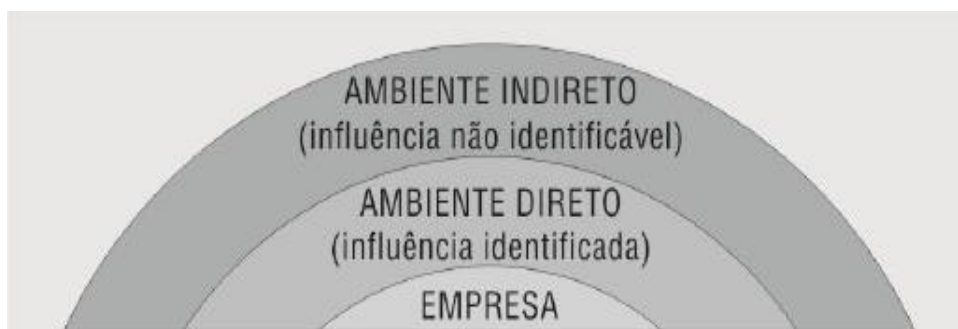 AMBIENTE INDIRETO
(influência não identificável)
AMBIENTE DIRETO
(influência identificada)
EMPRESA